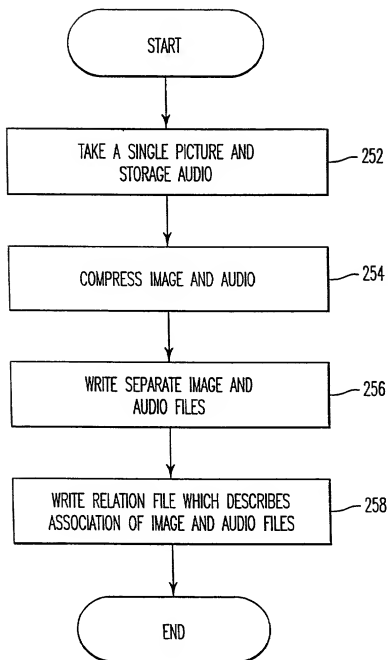 START
TAKE A SINGLE PICTURE AND
STORAGE AUDIO
252
COMPRESS IMAGE AND AUDIO
254
WRITE SEPARATE IMAGE AND
AUDIO FILES
256
WRITE RELATION FILE WHICH DESCRIBES
ASSOCIATION OF IMAGE AND AUDIO FILES
258
END